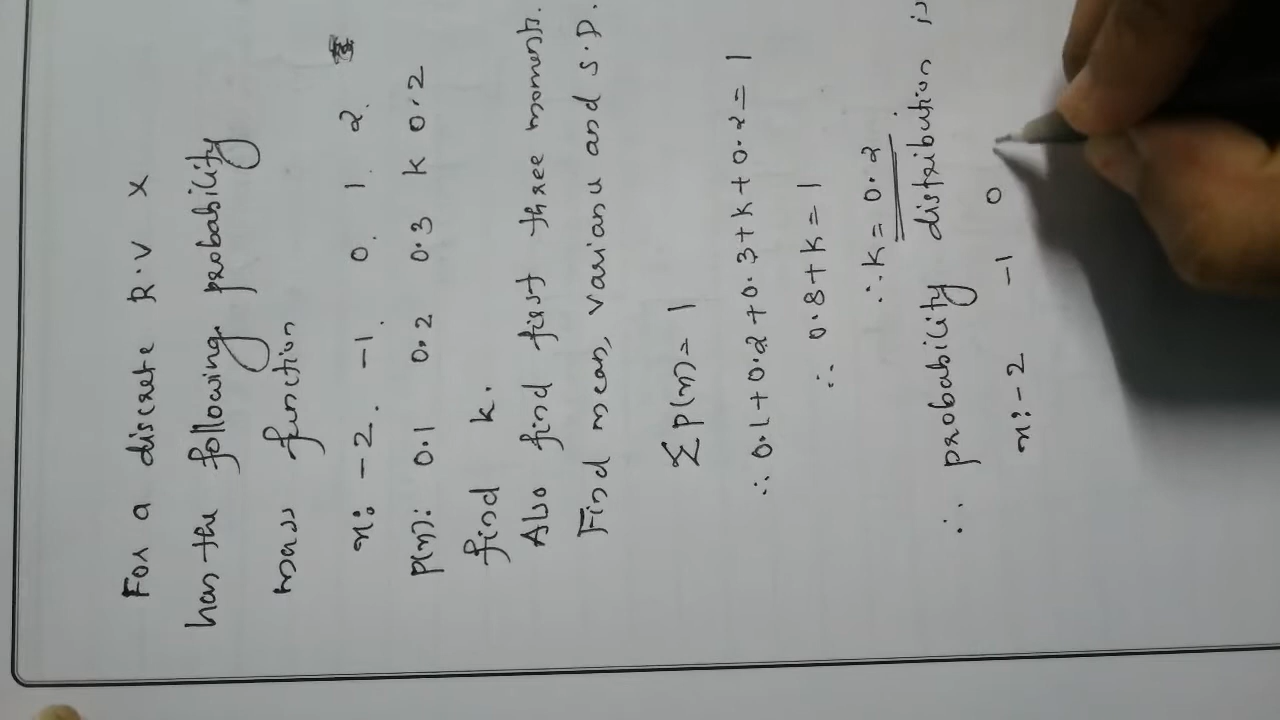 For a discrete R.V X
has the following probability
mass function
x: -2. -1. 0. 1. 2.
P(x): 0.1 0.2 0.3 K 0.2
find k.
Also find first three moments.
Find mean, variance and S.D.
∑ P(x) = 1
∴ 0.1 + 0.2 + 0.3 + K + 0.2 = 1
∴ 0.8 + K = 1
∴ K = 0.2
∴ probability distribution is
x: -2 -1 0